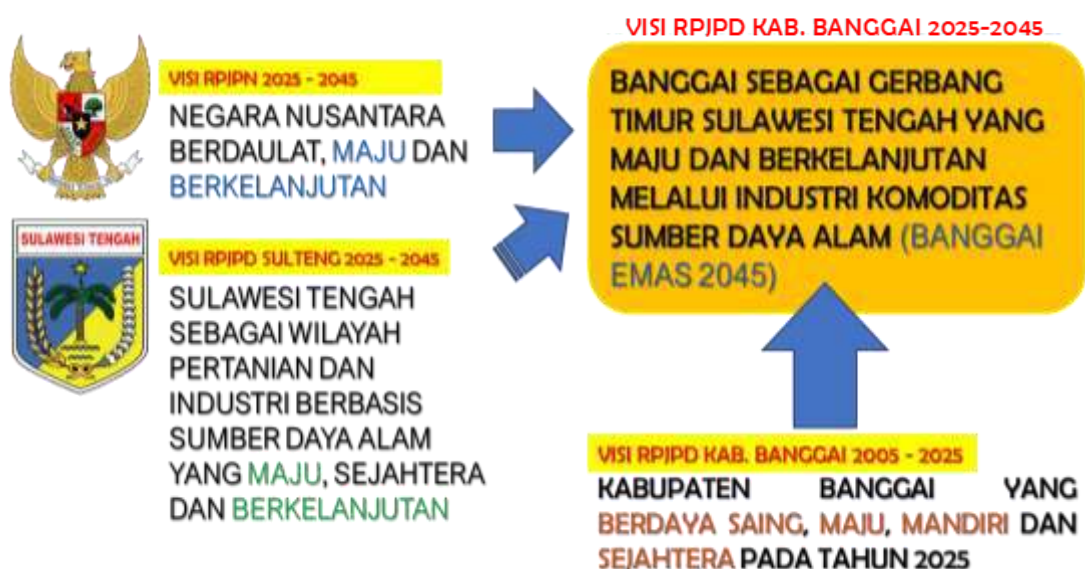 VISI RPJPN 2025 - 2045
NEGARA NUSANTARA
BERDAULAT, MAJU DAN
BERKELANJUTAN
SULAWESI TENGAH
VISI RPJPD SULTENG 2025 - 2045
SULAWESI TENGAH
SEBAGAI WILAYAH
PERTANIAN DAN
INDUSTRI BERBASIS
SUMBER DAYA ALAM
YANG MAJU, SEJAHTERA
DAN BERKELANJUTAN
VISI RPJPD KAB. BANGGAI 2025-2045
BANGGAI SEBAGAI GERBANG
TIMUR SULAWESI TENGAH YANG
MAJU DAN BERKELANJUTAN
MELALUI INDUSTRI KOMODITAS
SUMBER DAYA ALAM (BANGGAI
EMAS 2045)
VISI RPJPD KAB. BANGGAI 2005 - 2025
KABUPATEN BANGGAI YANG
BERDAYA SAING, MAJU, MANDIRI DAN
SEJAHTERA PADA TAHUN 2025